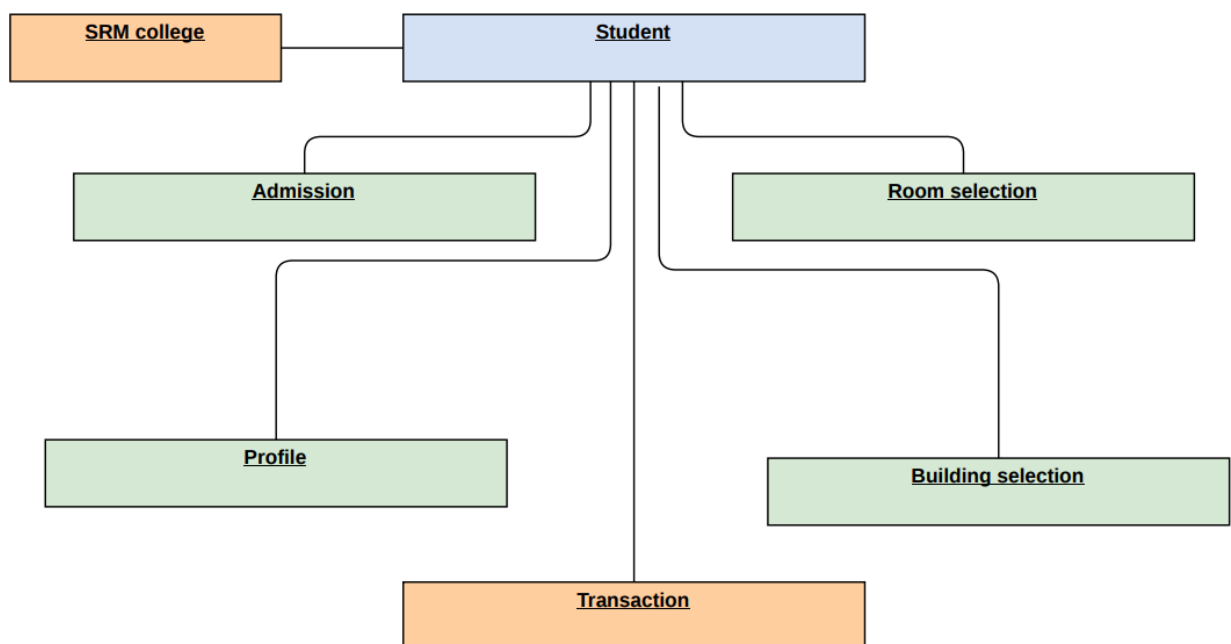 SRM college
Student
Admission
Room selection
Profile
Building selection
Transaction